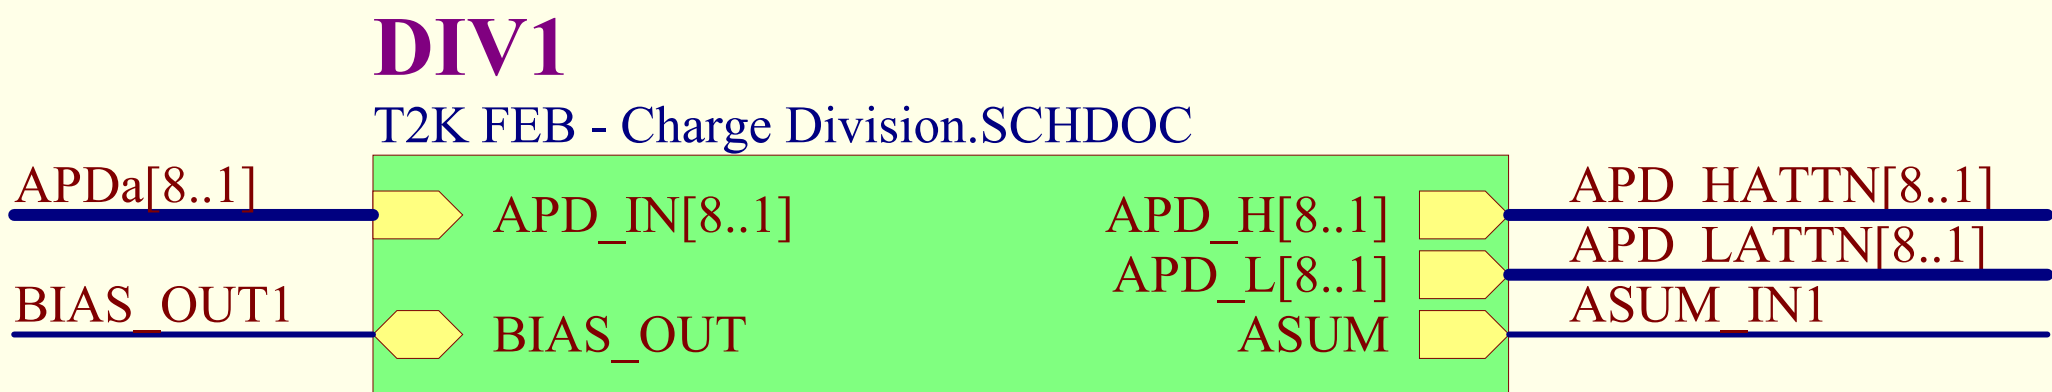 DIV1
T2K FEB - Charge Division.SCHDOC
APDa[8..1]
APD_IN[8..1]
APD_H[8..1]
APD_HATTN[8..1]
APD_L[8..1]
APD_LATTN[8..1]
BIAS_OUT1
BIAS_OUT
ASUM
ASUM_IN1